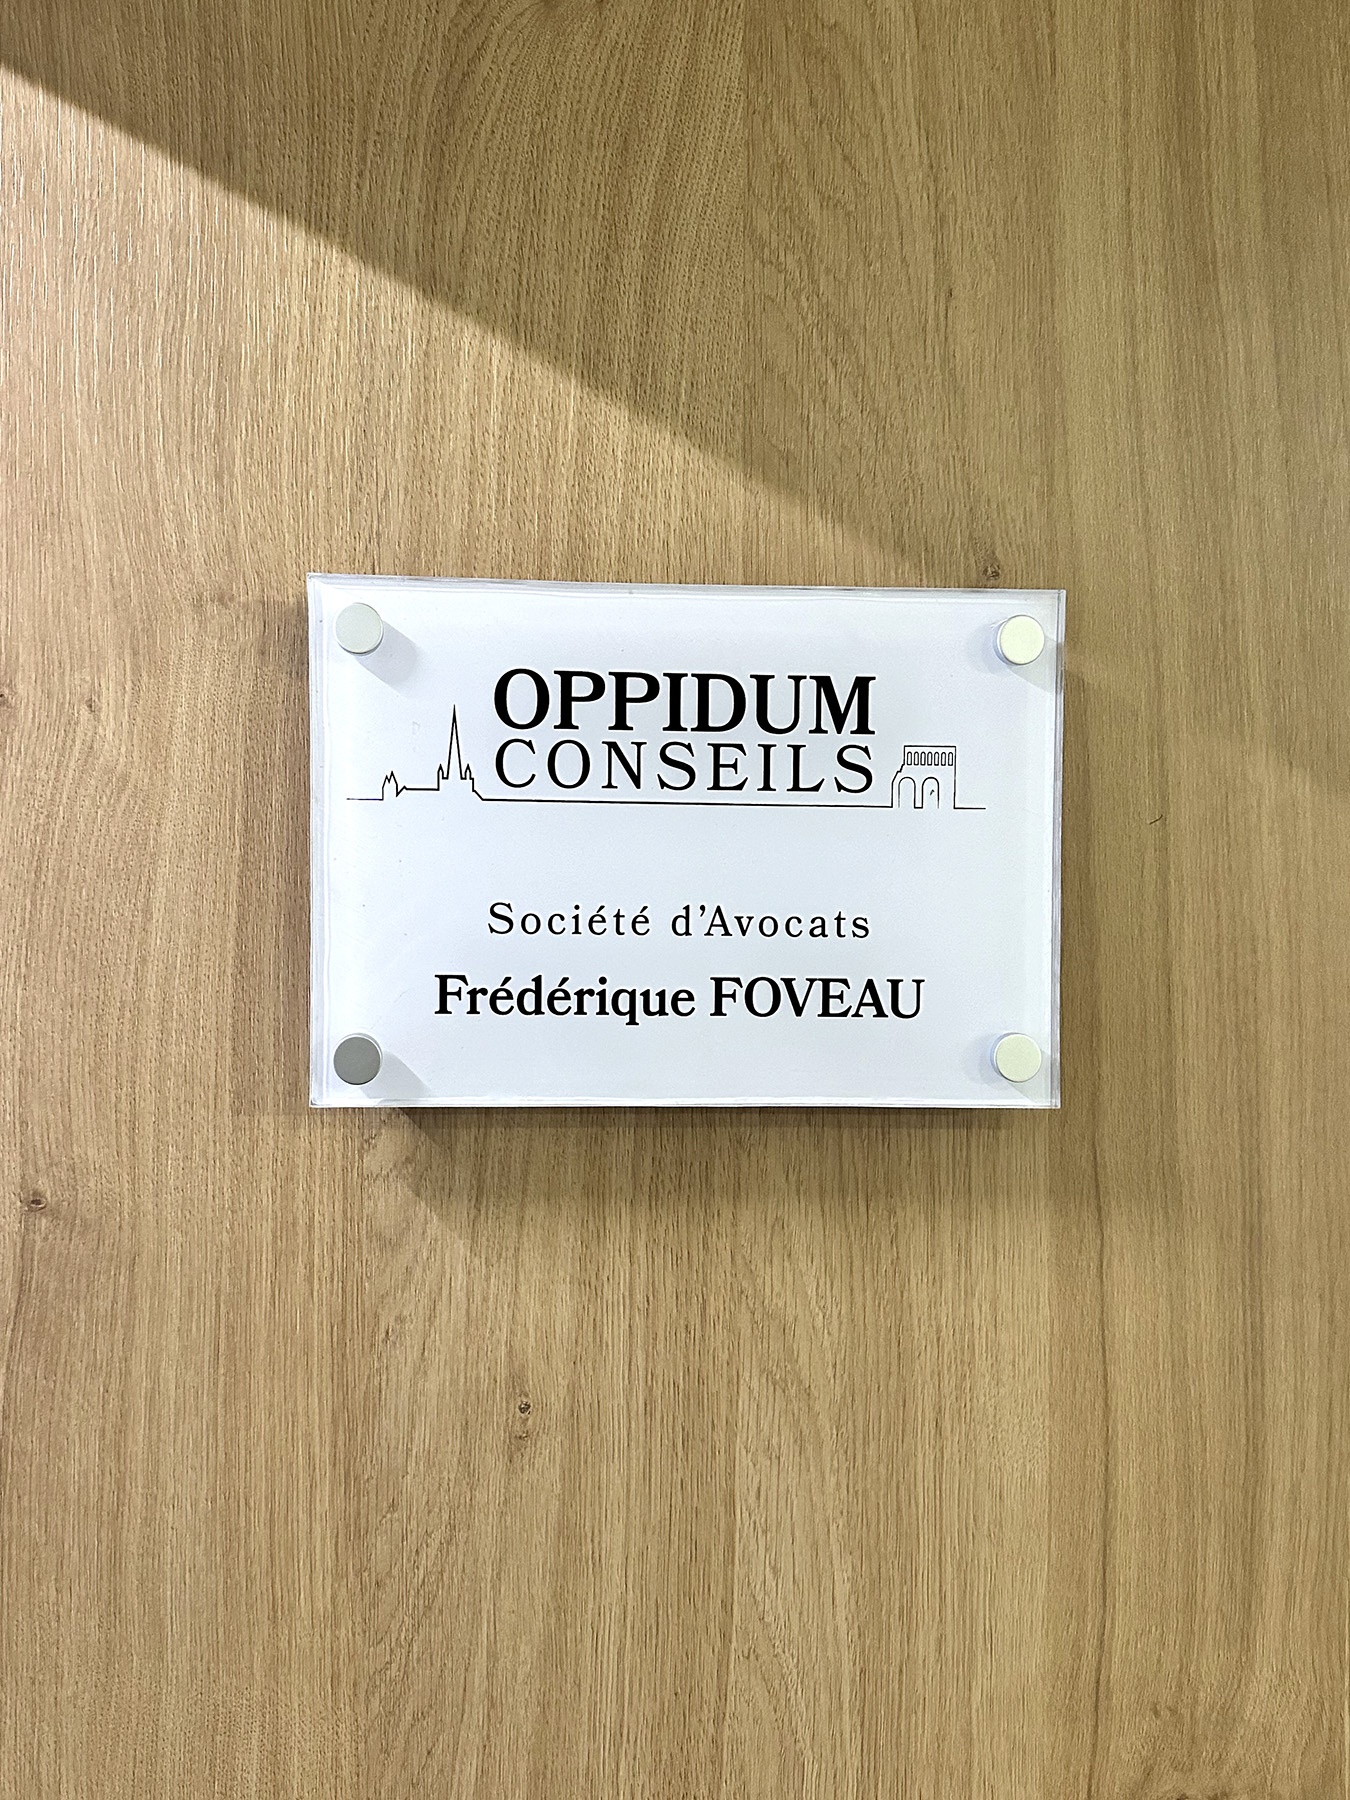 OPPIDUM
CONSEILS
Société d'Avocats
Frédérique FOVEAU